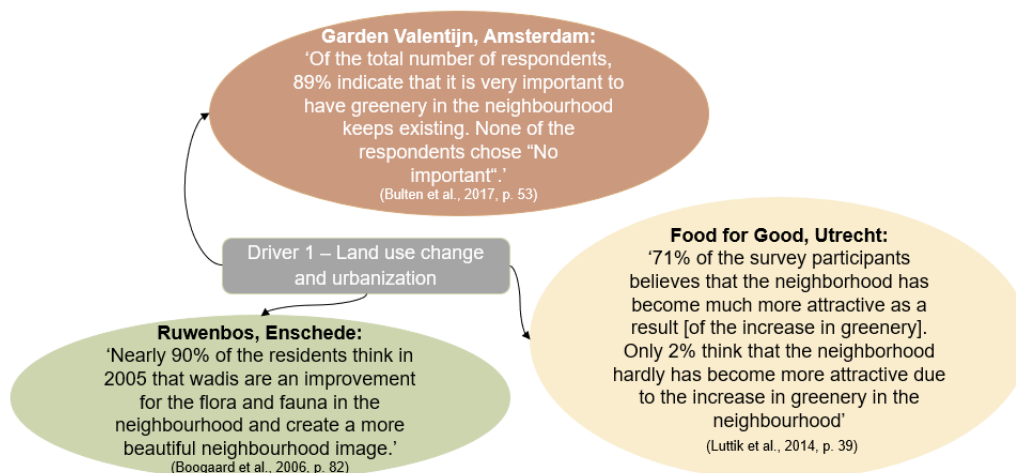 Garden Valentijn, Amsterdam:
‘Of the total number of respondents,
89% indicate that it is very important to
have greenery in the neighbourhood
keeps existing. None of the
respondents chose “No
important“.’
(Bulten et al., 2017, p. 53)
Driver 1 – Land use change
and urbanization
Food for Good, Utrecht:
‘71% of the survey participants
believes that the neighborhood has
become much more attractive as a
result [of the increase in greenery].
Only 2% think that the neighborhood
hardly has become more attractive due
to the increase in greenery in the
neighbourhood’
(Luttik et al., 2014, p. 39)
Ruwenbos, Enschede:
‘Nearly 90% of the residents think in
2005 that wadis are an improvement
for the flora and fauna in the
neighbourhood and create a more
beautiful neighbourhood image.’
(Boogaard et al., 2006, p. 82)